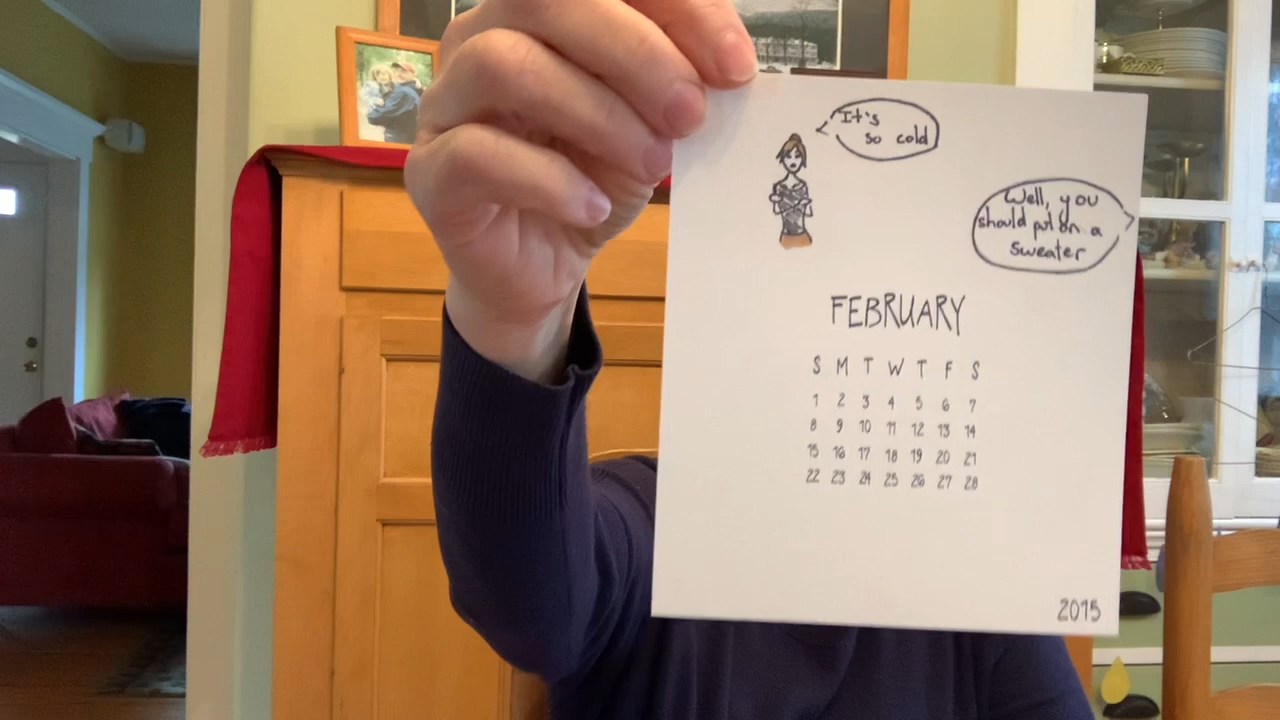 It's
so cold
Well, you
should put on a
sweater
FEBRUARY
S M T W T F S
1 2 3 4 5 6 7
8 9 10 11 12 13 14
15 16 17 18 19 20 21
22 23 24 25 26 27 28
2015